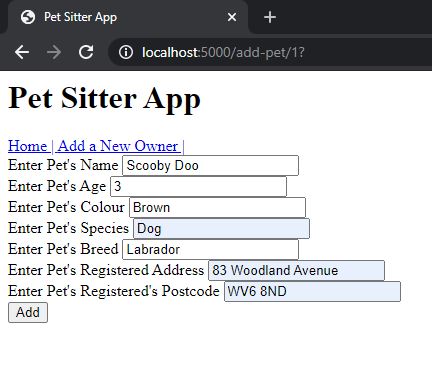 Pet Sitter App
localhost:5000/add-pet/1?
Pet Sitter App
Home | Add a New Owner |
Enter Pet's Name Scooby Doo
Enter Pet's Age 3
Enter Pet's Colour Brown
Enter Pet's Species Dog
Enter Pet's Breed Labrador
Enter Pet's Registered Address 83 Woodland Avenue
Enter Pet's Registered's Postcode WV6 8ND
Add